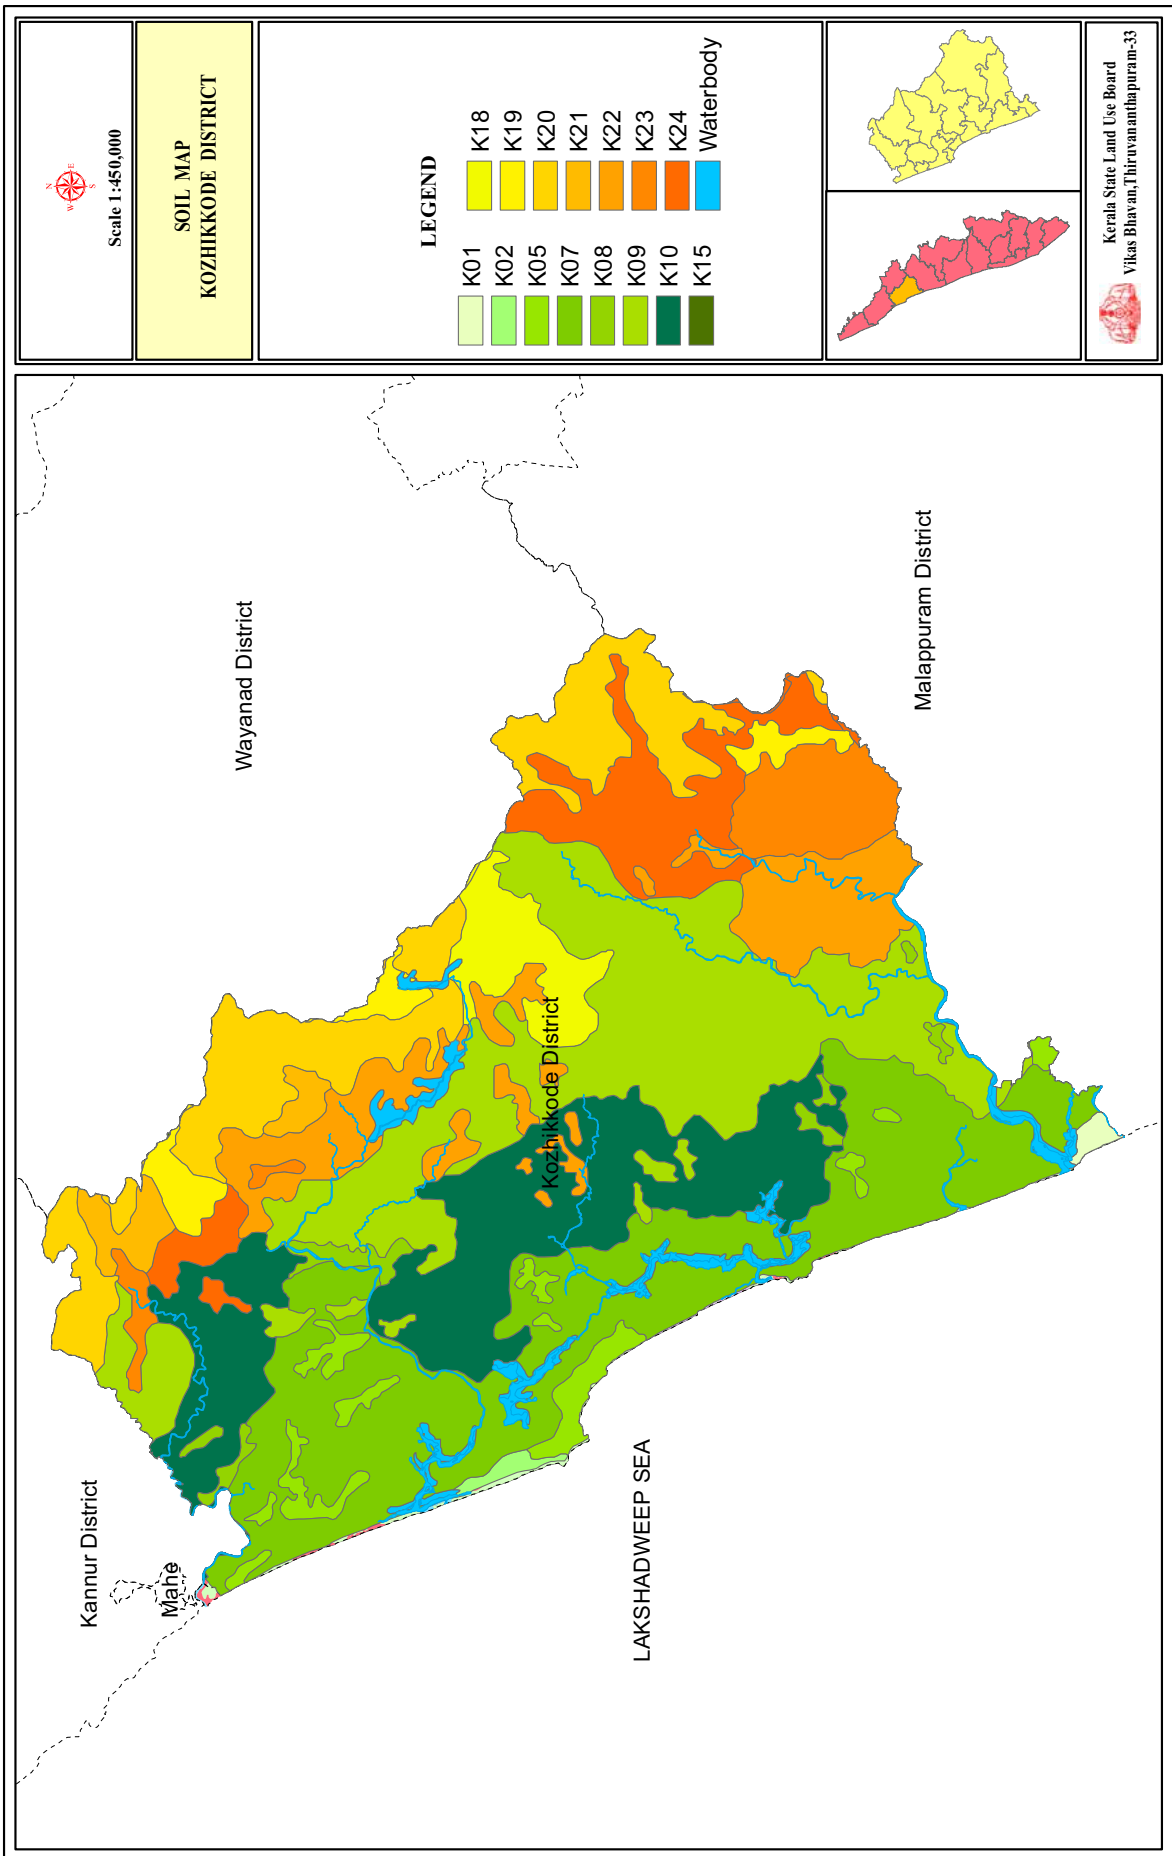 N
W
E
S
Scale 1:450,000
SOIL MAP
KOZHIKKODE DISTRICT
LEGEND
K01
K02
K05
K07
K08
K09
K10
K15
K18
K19
K20
K21
K22
K23
K24
Waterbody
Kerala State Land Use Board
Vikas Bhavan,Thiruvananthapuram-33
Kannur District
Mahe
Wayanad District
Kozhikkode District
LAKSHADWEEP SEA
Malappuram District